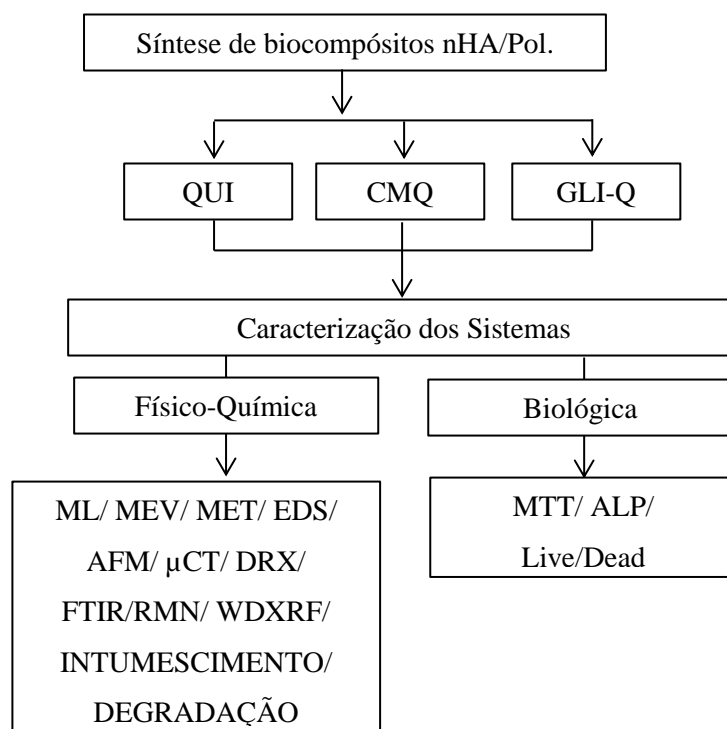 Síntese de biocompósitos nHA/Pol.
QUI
CMQ
GLI-Q
Caracterização dos Sistemas
Físico-Química
Biológica
ML/ MEV/ MET/ EDS/
AFM/ µCT/ DRX/
FTIR/RMN/ WDXRF/
INTUMESCIMENTO/
DEGRADAÇÃO
MTT/ ALP/
Live/Dead